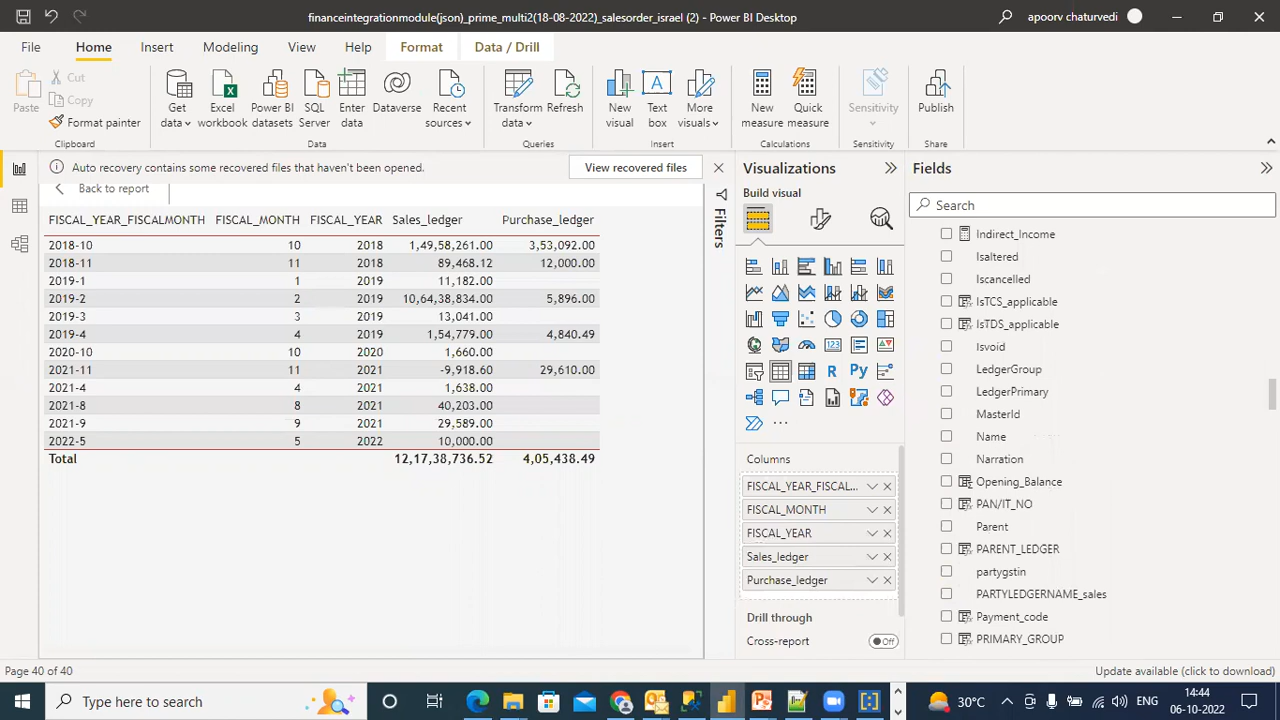 financeintegrationmodule(json)_prime_multi2(18-08-2022)_salesorder_israel (2) - Power BI Desktop
apoorv chaturvedi
File Home Insert Modeling View Help Format Data / Drill
Paste
Cut
Copy
Format painter
Get data
Excel workbook
Power BI datasets
SQL Server
Enter data
Dataverse
Recent sources
Transform data
Refresh
New visual
Text box
More visuals
New measure
Quick measure
Sensitivity
Publish
Clipboard Data Queries Insert Calculations Sensitivity Share
Auto recovery contains some recovered files that haven't been opened. View recovered files
Back to report
FISCAL_YEAR_FISCALMONTH FISCAL_MONTH FISCAL_YEAR Sales_ledger Purchase_ledger
2018-10 10 2018 1,49,58,261.00 3,53,092.00
2018-11 11 2018 89,468.12 12,000.00
2019-1 1 2019 11,182.00
2019-2 2 2019 10,64,38,834.00 5,896.00
2019-3 3 2019 13,041.00
2019-4 4 2019 1,54,779.00 4,840.49
2020-10 10 2020 1,660.00
2021-11 11 2021 -9,918.60 29,610.00
2021-4 4 2021 1,638.00
2021-8 8 2021 40,203.00
2021-9 9 2021 29,589.00
2022-5 5 2022 10,000.00
Total 12,17,38,736.52 4,05,438.49
Filters
Visualizations
Build visual
123
R
Py
Columns
FISCAL_YEAR_FISCAL...
FISCAL_MONTH
FISCAL_YEAR
Sales_ledger
Purchase_ledger
Drill through
Cross-report Off
Fields
Search
Indirect_Income
Isaltered
Iscancelled
IsTCS_applicable
IsTDS_applicable
Isvoid
LedgerGroup
LedgerPrimary
MasterId
Name
Narration
Opening_Balance
PAN/IT_NO
Parent
PARENT_LEDGER
partygstin
PARTYLEDGERNAME_sales
Payment_code
PRIMARY_GROUP
Page 40 of 40
Update available (click to download)
Type here to search
30°C
ENG
14:44
06-10-2022